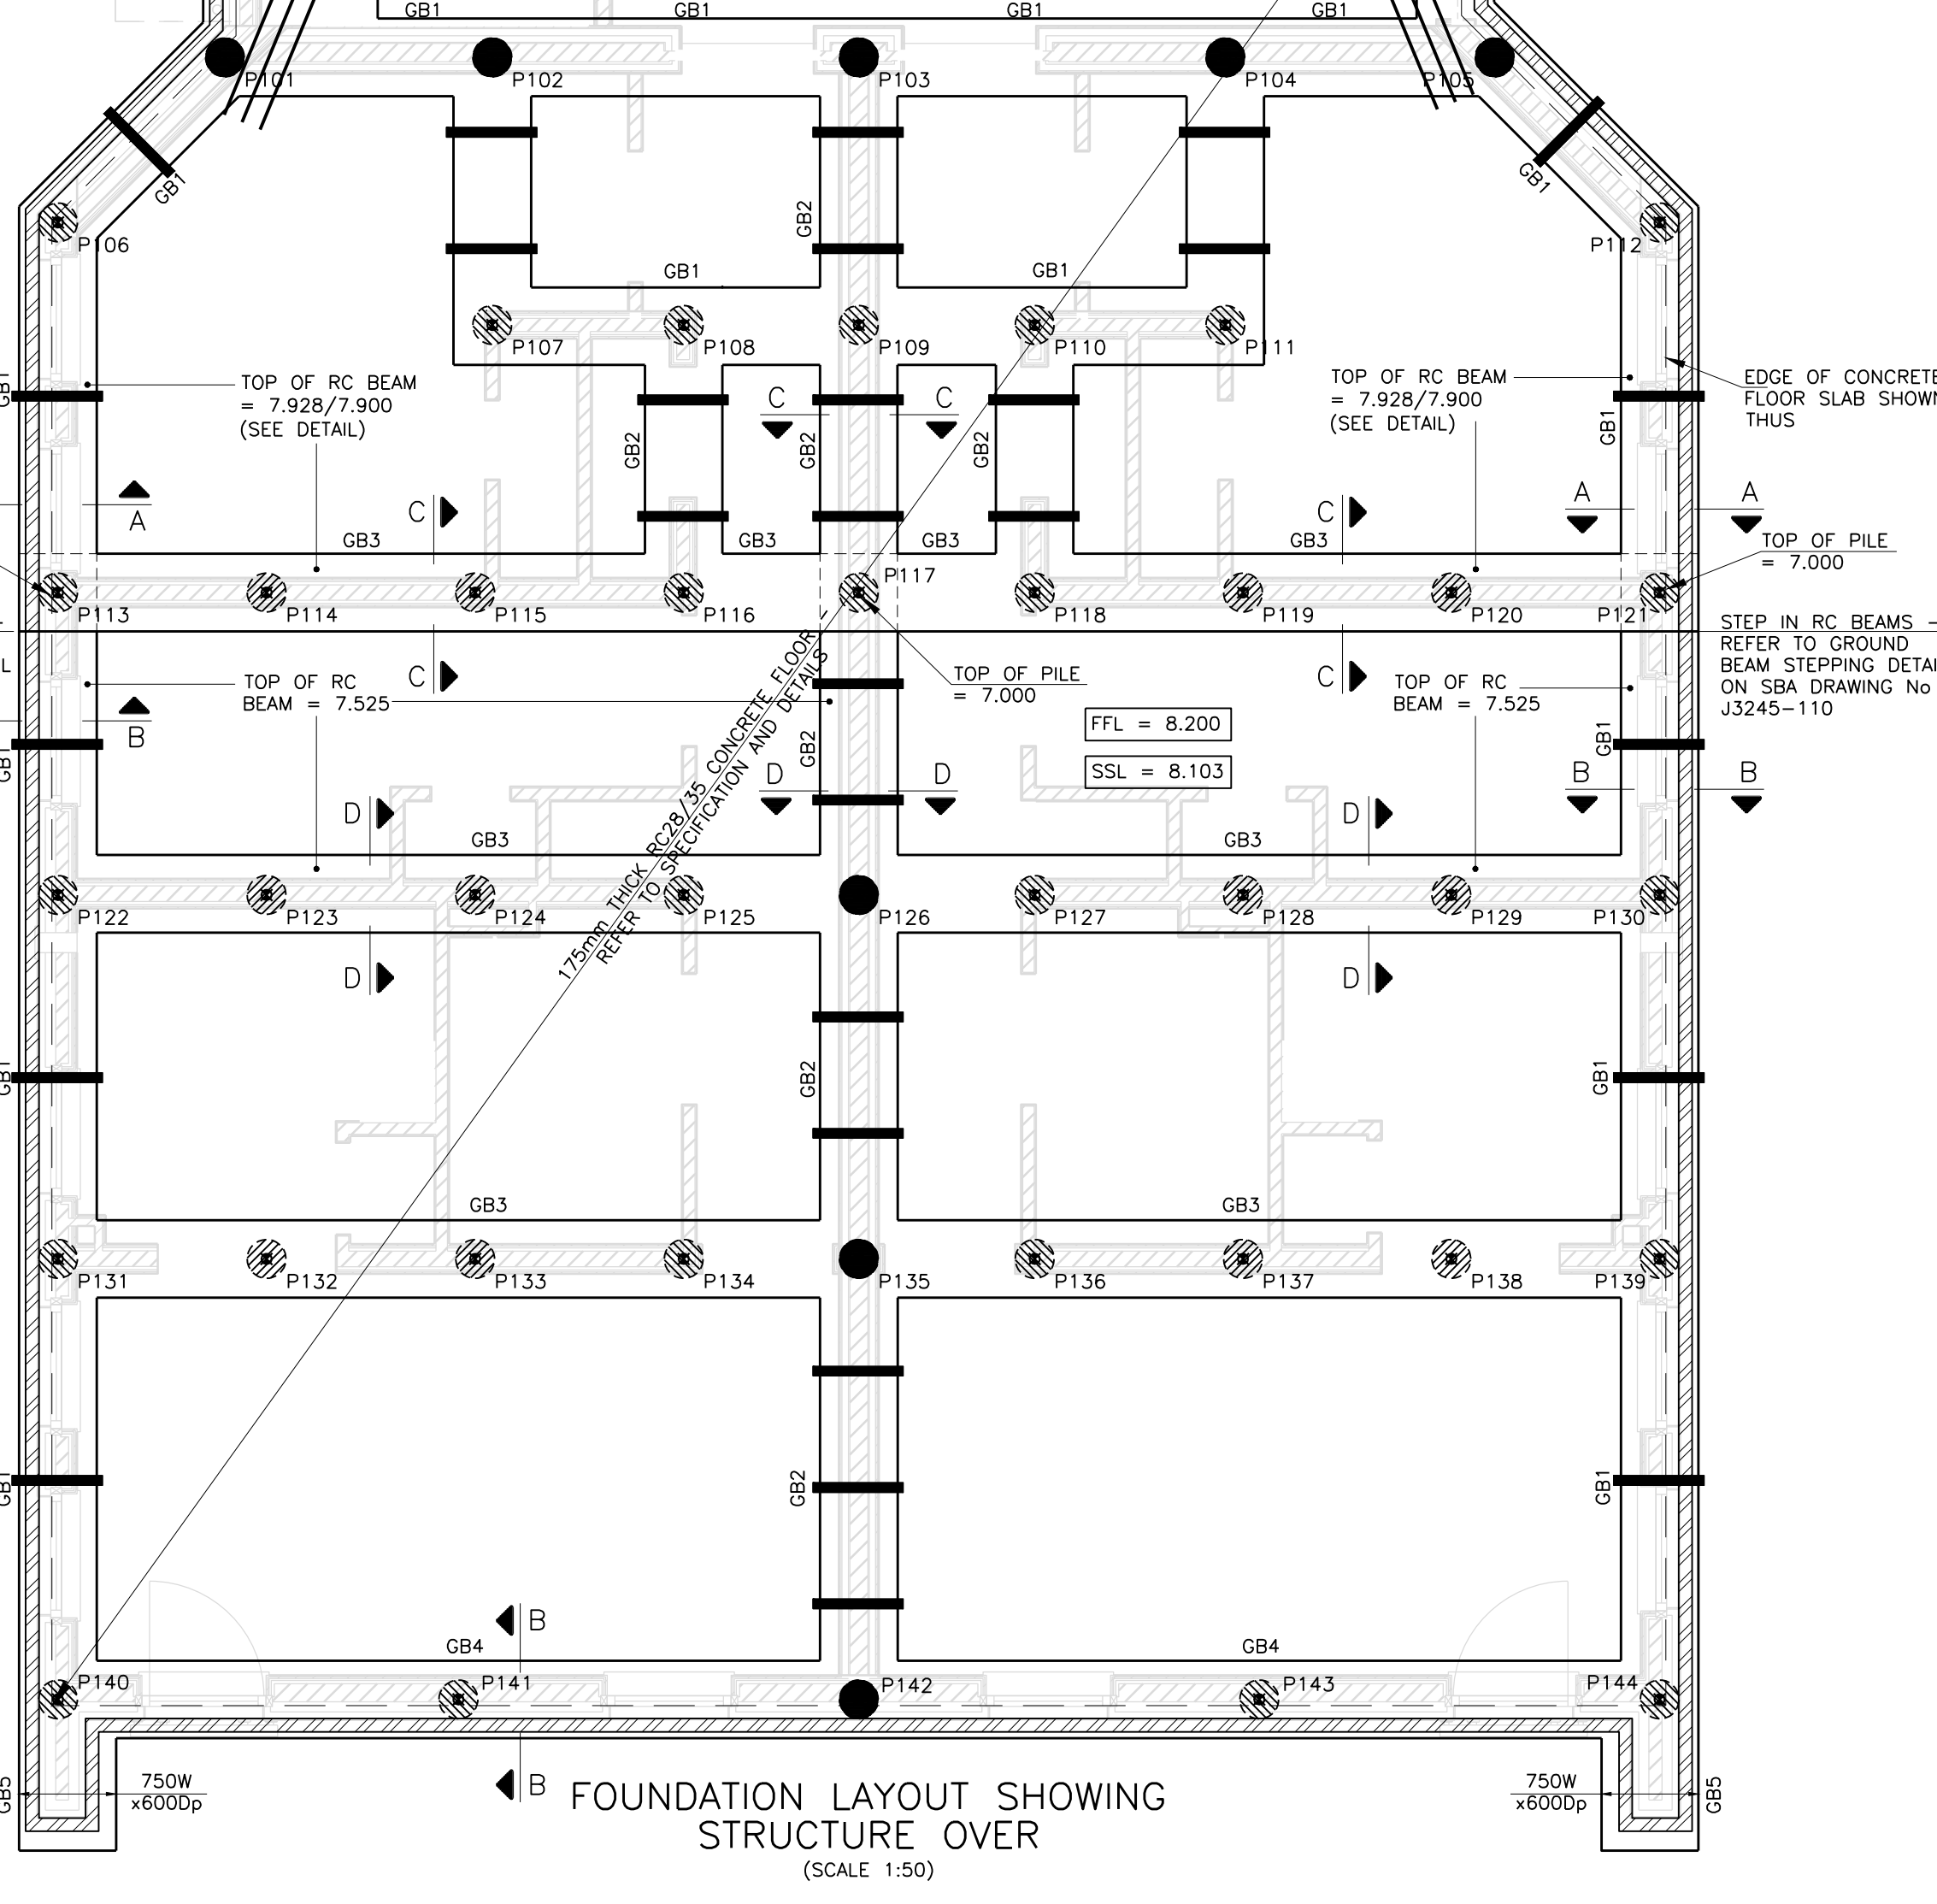 GB1 GB1 GB1 GB1
P101 P102 P103 P104 P105
GB1 GB1
GB2
P106 P112
GB1 GB1
P107 P108 P109 P110 P111
TOP OF RC BEAM
= 7.928/7.900
(SEE DETAIL)
TOP OF RC BEAM
= 7.928/7.900
(SEE DETAIL)
EDGE OF CONCRETE
FLOOR SLAB SHOWN
THUS
GB1 GB1
C C
GB2 GB2 GB2
A C C A A
GB3 GB3 GB3 GB3
TOP OF PILE
= 7.000
P113 P114 P115 P116 P117 P118 P119 P120 P121
STEP IN RC BEAMS –
REFER TO GROUND
BEAM STEPPING DETAI
ON SBA DRAWING No
J3245–110
L
C C
TOP OF RC
BEAM = 7.525
TOP OF PILE
= 7.000
TOP OF RC
BEAM = 7.525
B
FFL = 8.200
SSL = 8.103
GB1 GB2 GB1
D D B B
D D
GB3 GB3
175mm THICK RC28/35 CONCRETE FLOOR
REFER TO SPECIFICATION AND DETAILS
P122 P123 P124 P125 P126 P127 P128 P129 P130
D D
GB1 GB2 GB1
GB3 GB3
P131 P132 P133 P134 P135 P136 P137 P138 P139
GB1 GB2 GB1
B
GB4 GB4
P140 P141 P142 P143 P144
GB5
750W
x600Dp
B
750W
x600Dp
GB5
FOUNDATION LAYOUT SHOWING
STRUCTURE OVER
(SCALE 1:50)